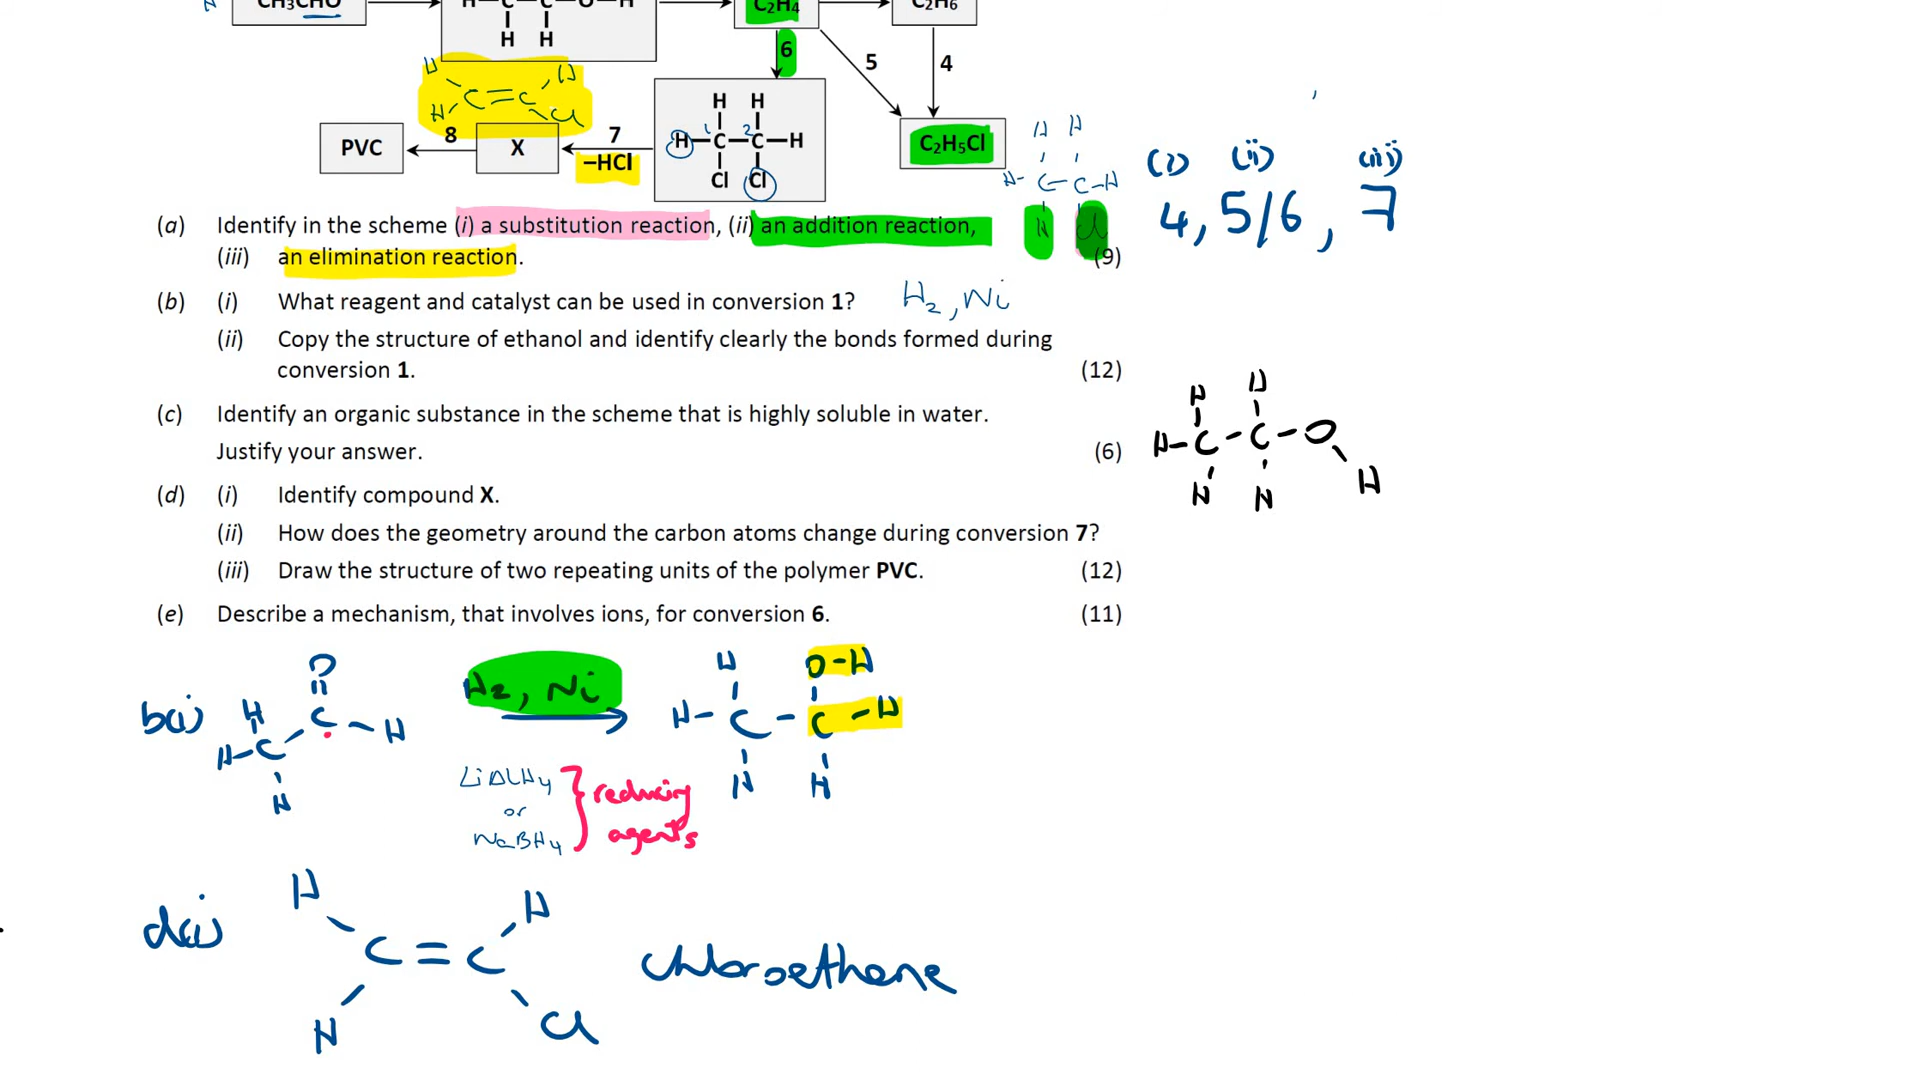 CH3CHO
H–C–C–O–H
C2H4
C2H6
H H
6
5
4
H H
H C=C Cl
H H
PVC
8
X
7
–HCl
H–C–C–H
1 2
Cl Cl
C2H5Cl
H H
H-C-C-H
H Cl
(i) (ii) (iii)
4, 5/6, 7
(a) Identify in the scheme (i) a substitution reaction, (ii) an addition reaction,
(iii) an elimination reaction. (9)
(b) (i) What reagent and catalyst can be used in conversion 1? H2, Ni
(ii) Copy the structure of ethanol and identify clearly the bonds formed during
conversion 1. (12)
(c) Identify an organic substance in the scheme that is highly soluble in water.
Justify your answer. (6)
H H
H-C-C-O
H H H
(d) (i) Identify compound X.
(ii) How does the geometry around the carbon atoms change during conversion 7?
(iii) Draw the structure of two repeating units of the polymer PVC. (12)
(e) Describe a mechanism, that involves ions, for conversion 6. (11)
b(i)
O
H C
H-C H
H
H2, Ni
H O-H
H-C-C-H
H H
LiAlH4
or
NaBH4
reducing
agents
d(i)
H H
C=C
H Cl
chloroethene